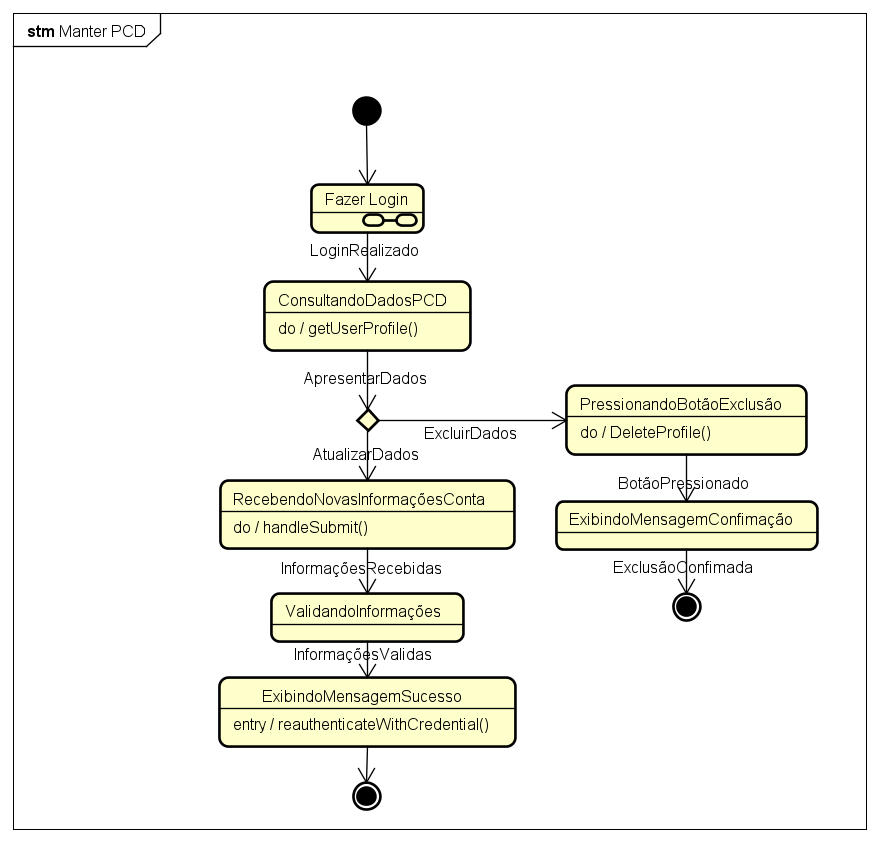 stm Manter PCD
Fazer Login
LoginRealizado
ConsultandoDadosPCD
do / getUserProfile()
ApresentarDados
ExcluirDados
PressionandoBotãoExclusão
do / DeleteProfile()
BotãoPressionado
ExibindoMensagemConfimação
ExclusãoConfimada
AtualizarDados
RecebendoNovasInformaçõesConta
do / handleSubmit()
InformaçõesRecebidas
ValidandoInformações
InformaçõesValidas
ExibindoMensagemSucesso
entry / reauthenticateWithCredential()